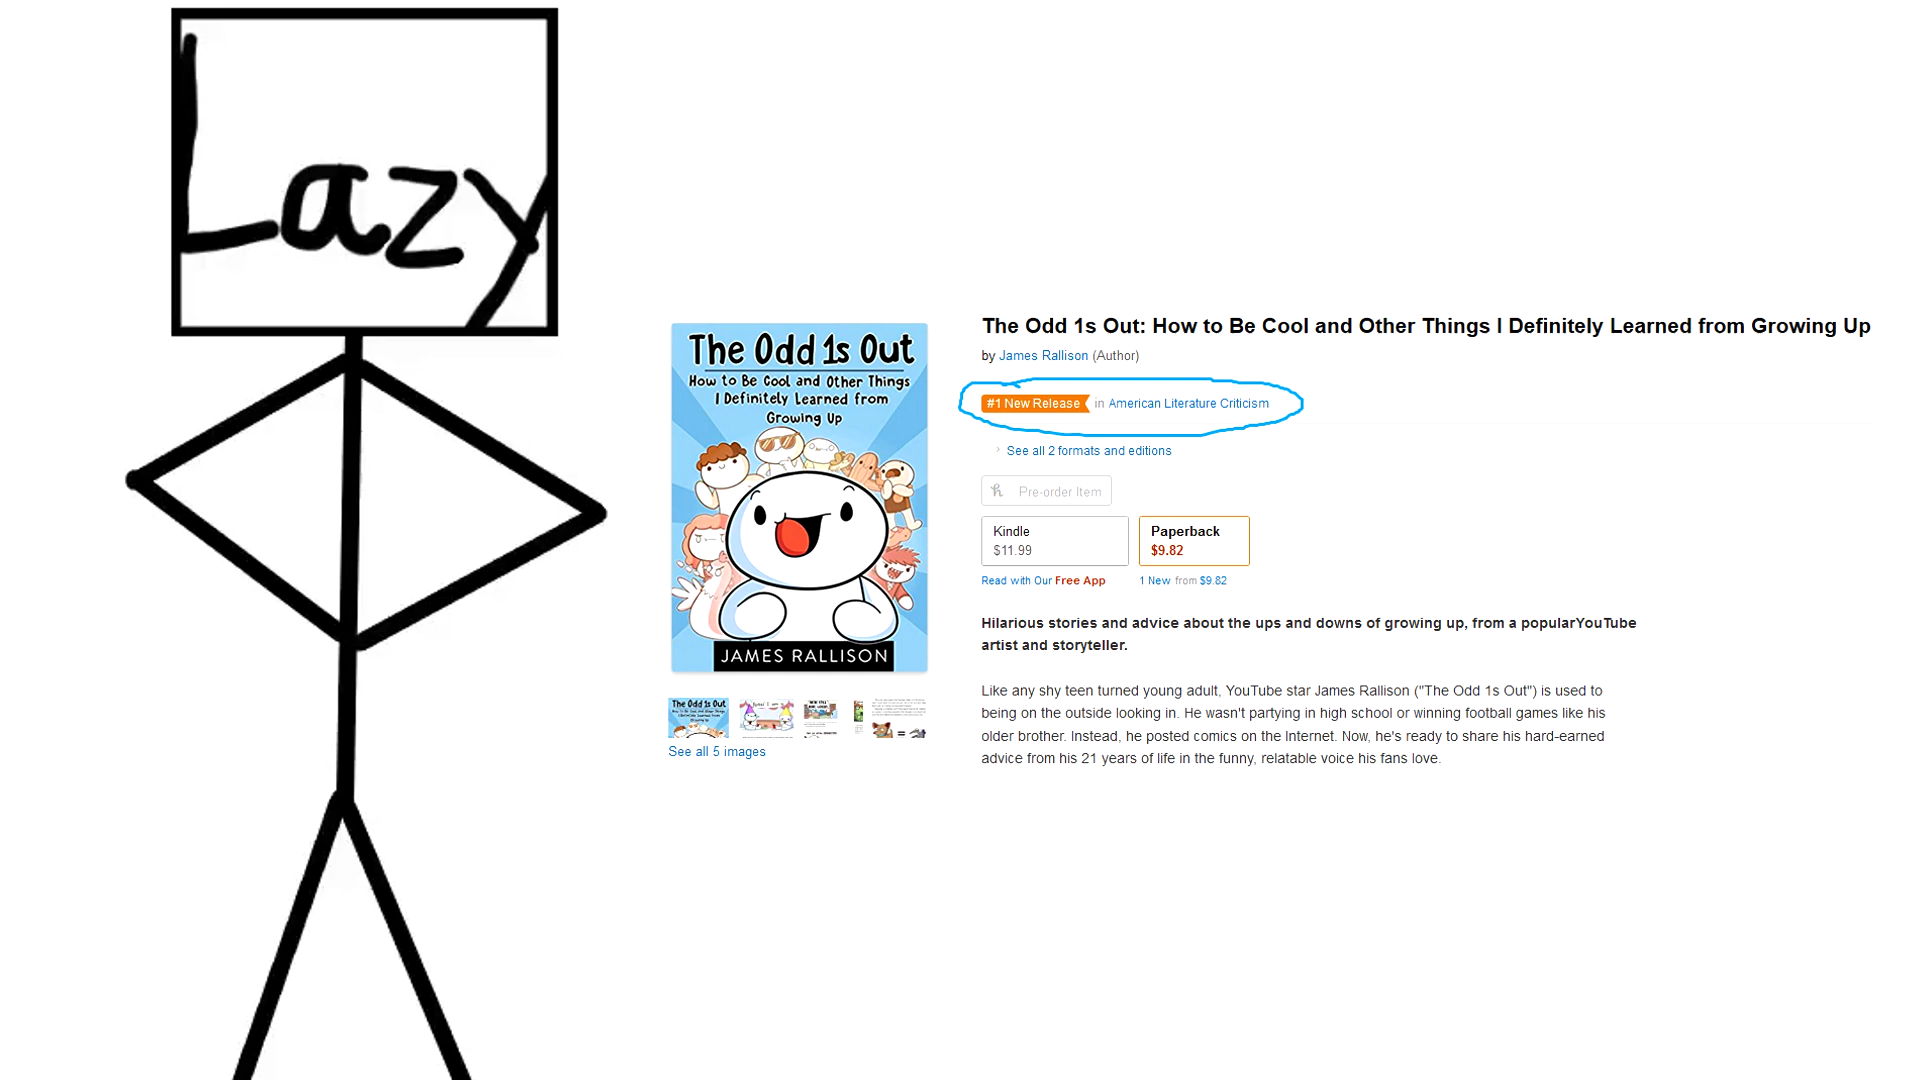 Lazy
The Odd 1s Out
How to Be Cool and Other Things
I Definitely Learned from
Growing Up
JAMES RALLISON
The Odd 1s Out
See all 5 images
The Odd 1s Out: How to Be Cool and Other Things I Definitely Learned from Growing Up
by James Rallison (Author)
#1 New Release in American Literature Criticism
› See all 2 formats and editions
Pre-order Item
Kindle
$11.99
Paperback
$9.82
Read with Our Free App
1 New from $9.82
Hilarious stories and advice about the ups and downs of growing up, from a popularYouTube
artist and storyteller.
Like any shy teen turned young adult, YouTube star James Rallison ("The Odd 1s Out") is used to
being on the outside looking in. He wasn't partying in high school or winning football games like his
older brother. Instead, he posted comics on the Internet. Now, he's ready to share his hard-earned
advice from his 21 years of life in the funny, relatable voice his fans love.